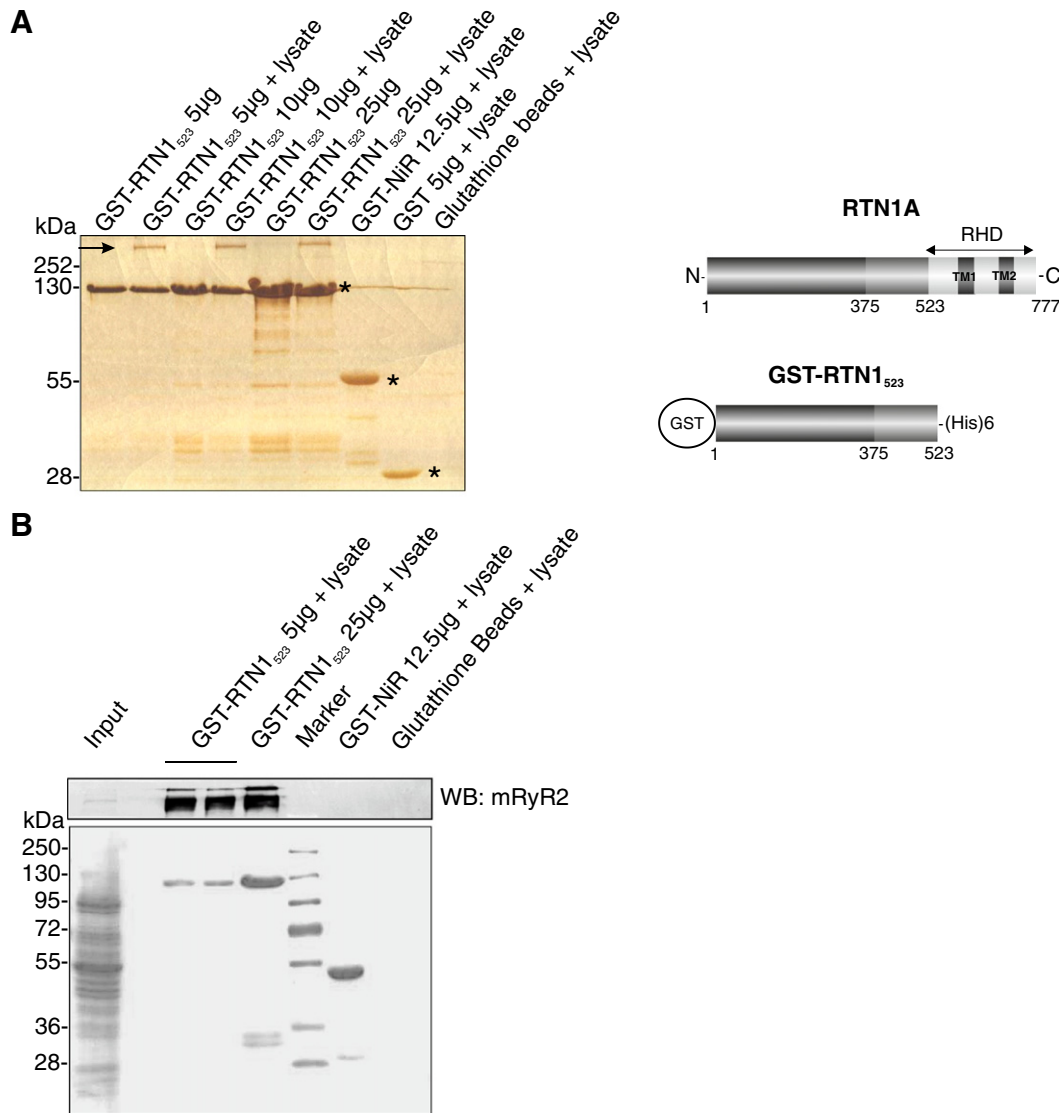 A
GST-RTN1₅₂₃ 5µg
GST-RTN1₅₂₃ 5µg + lysate
GST-RTN1₅₂₃ 10µg
GST-RTN1₅₂₃ 10µg + lysate
GST-RTN1₅₂₃ 25µg
GST-RTN1₅₂₃ 25µg + lysate
GST-NiR 12.5µg + lysate
GST 5µg + lysate
Glutathione beads + lysate
kDa
252-
130-
55-
28-
*
*
*
RTN1A
RHD
N-
TM1
TM2
-C
1
375
523
777
GST-RTN1₅₂₃
GST
-(His)6
1
375
523
B
Input
GST-RTN1₅₂₃ 5µg + lysate
GST-RTN1₅₂₃ 25µg + lysate
Marker
GST-NiR 12.5µg + lysate
Glutathione Beads + lysate
WB: mRyR2
kDa
250-
130-
95-
72-
55-
36-
28-